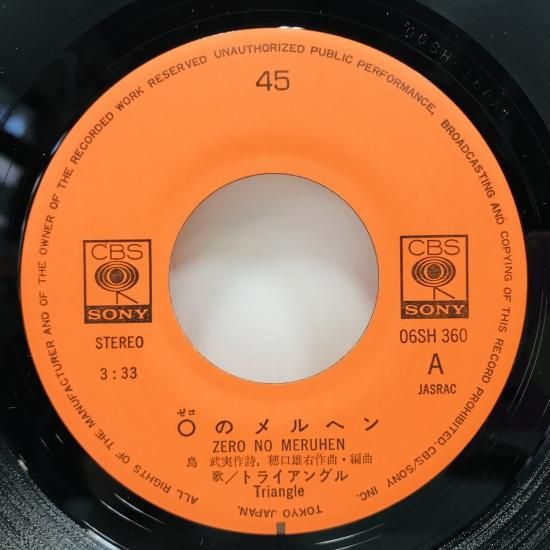 ALL RIGHTS OF THE MANUFACTURER AND OF THE OWNER OF THE RECORDED WORK RESERVED UNAUTHORIZED PUBLIC PERFORMANCE, BROADCASTING AND COPYING OF THIS RECORD PROHIBITED. CBS/SONY INC. TOKYO JAPAN.
45
CBS
SONY
STEREO
3:33
CBS
SONY
06SH 360
A
JASRAC
ゼロ
〇のメルヘン
ZERO NO MERUHEN
島 武実作詩, 穂口雄右作曲・編曲
歌/トライアングル
Triangle